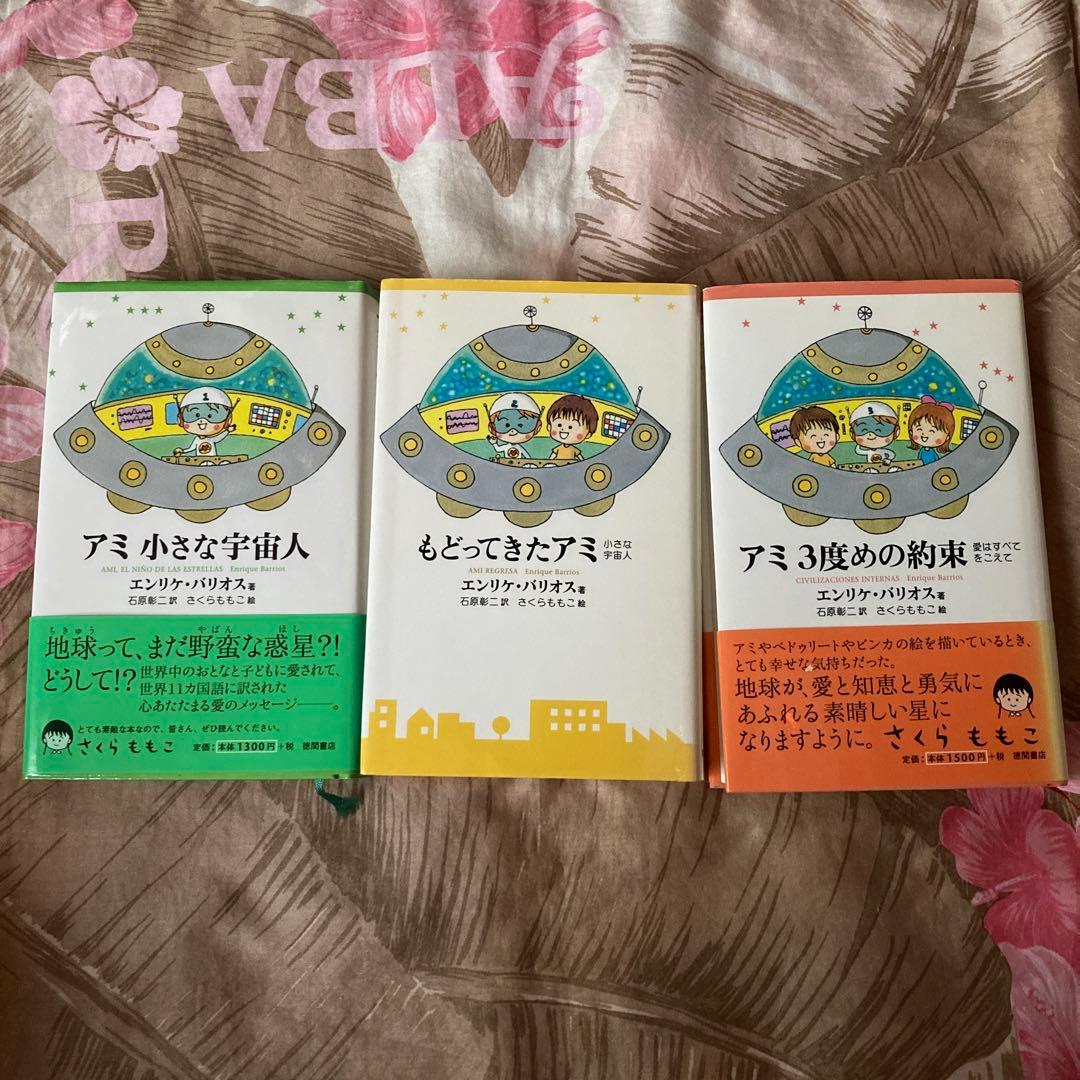 ALBA
R
1
アミ 小さな宇宙人
AMI, EL NIÑO DE LAS ESTRELLAS Enrique Barrios
エンリケ・バリオス著
石原彰二 訳 さくらももこ 絵
ちきゅう やばん ほし
地球って、まだ野蛮な惑星?!
どうして!?
世界中のおとなと子どもに愛されて、
世界11カ国語に訳された
心あたたまる愛のメッセージ――。
とても素敵な本なので、皆さん、ぜひ読んでください。
さくらももこ
定価:本体1300円+税 徳間書店
2
もどってきたアミ 小さな
宇宙人
AMI REGRESA Enrique Barrios
エンリケ・バリオス著
石原彰二 訳 さくらももこ 絵
3
アミ 3度めの約束 愛はすべて
をこえて
CIVILIZACIONES INTERNAS Enrique Barrios
エンリケ・バリオス著
石原彰二 訳 さくらももこ 絵
アミやペドゥリートやビンカの絵を描いているとき、
とても幸せな気持ちだった。
地球が、愛と知恵と勇気に
あふれる素晴しい星に
なりますように。さくらももこ
定価:本体1500円+税 徳間書店